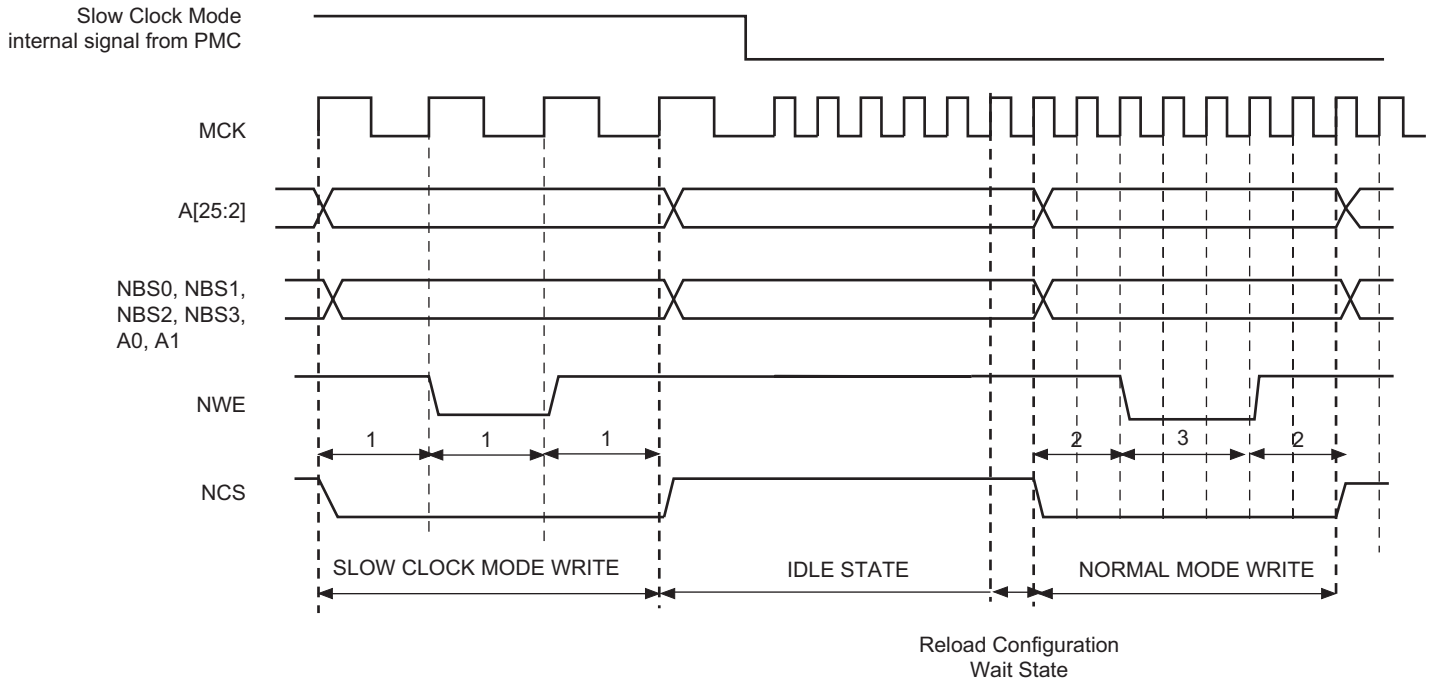 Slow Clock Mode
internal signal from PMC
MCK
A[25:2]
NBS0, NBS1,
NBS2, NBS3,
A0, A1
NWE
1 1 1 2 3 2
NCS
SLOW CLOCK MODE WRITE IDLE STATE NORMAL MODE WRITE
Reload Configuration
Wait State